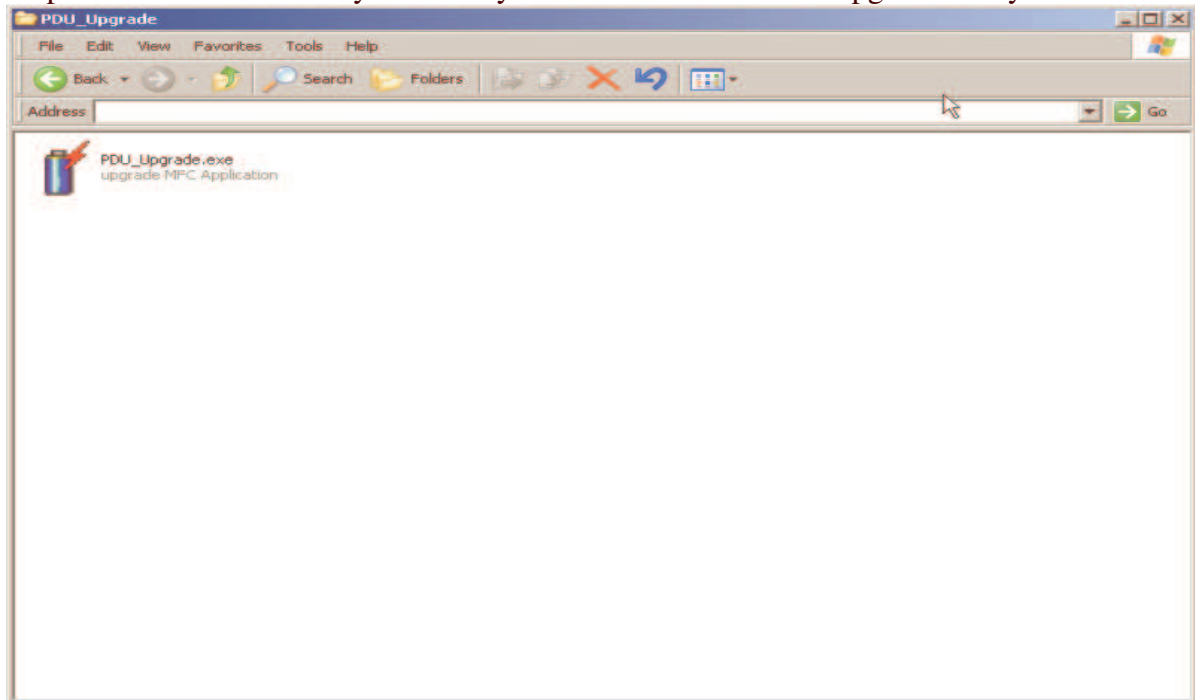 PDU_Upgrade
File Edit View Favorites Tools Help
Back Search Folders
Address Go
PDU_Upgrade.exe
upgrade MFC Application